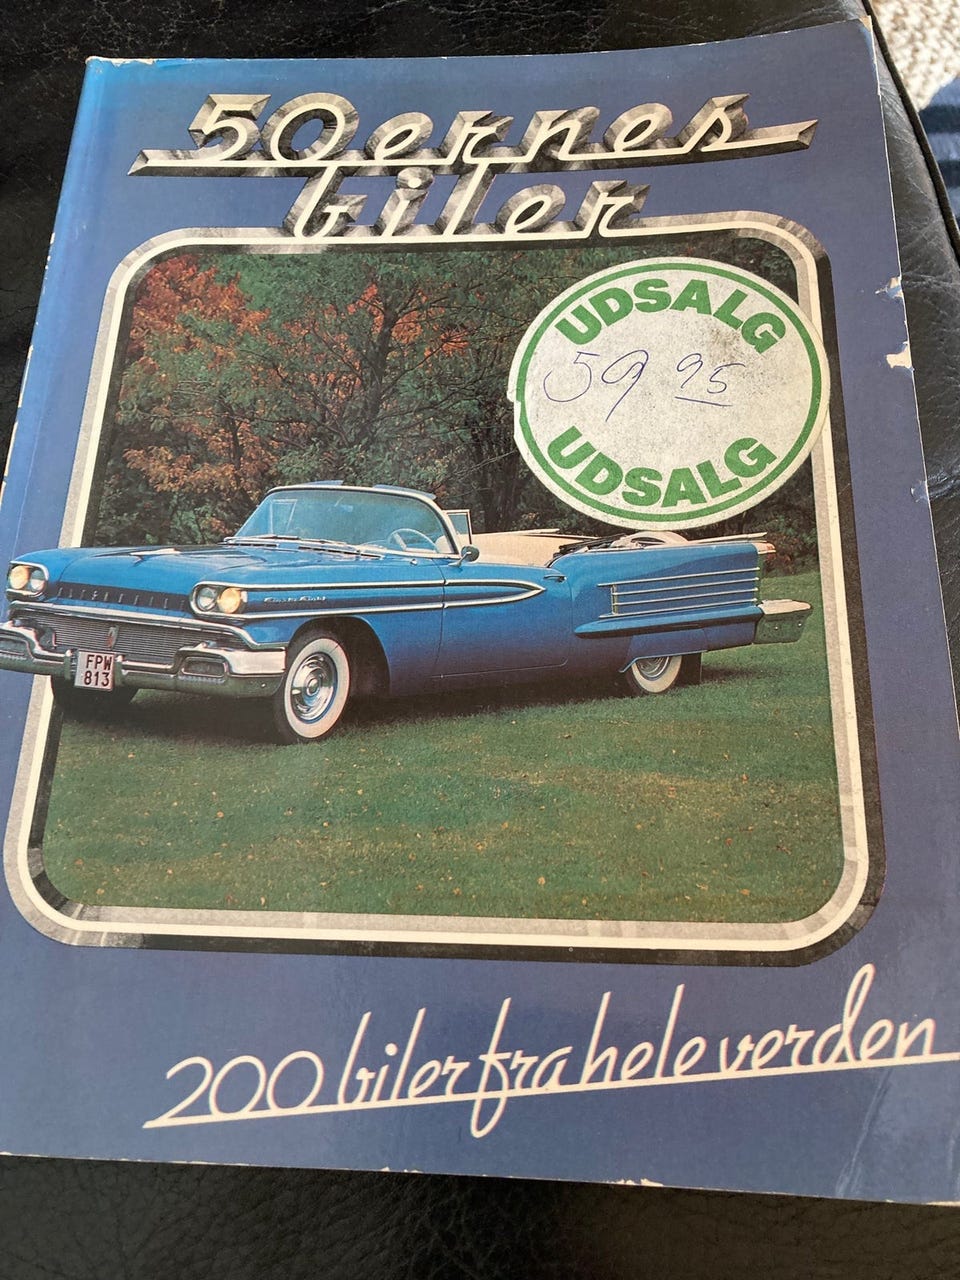 50ernes
biler
UDSALG
59 95
UDSALG
FPW
813
200 biler fra hele verden